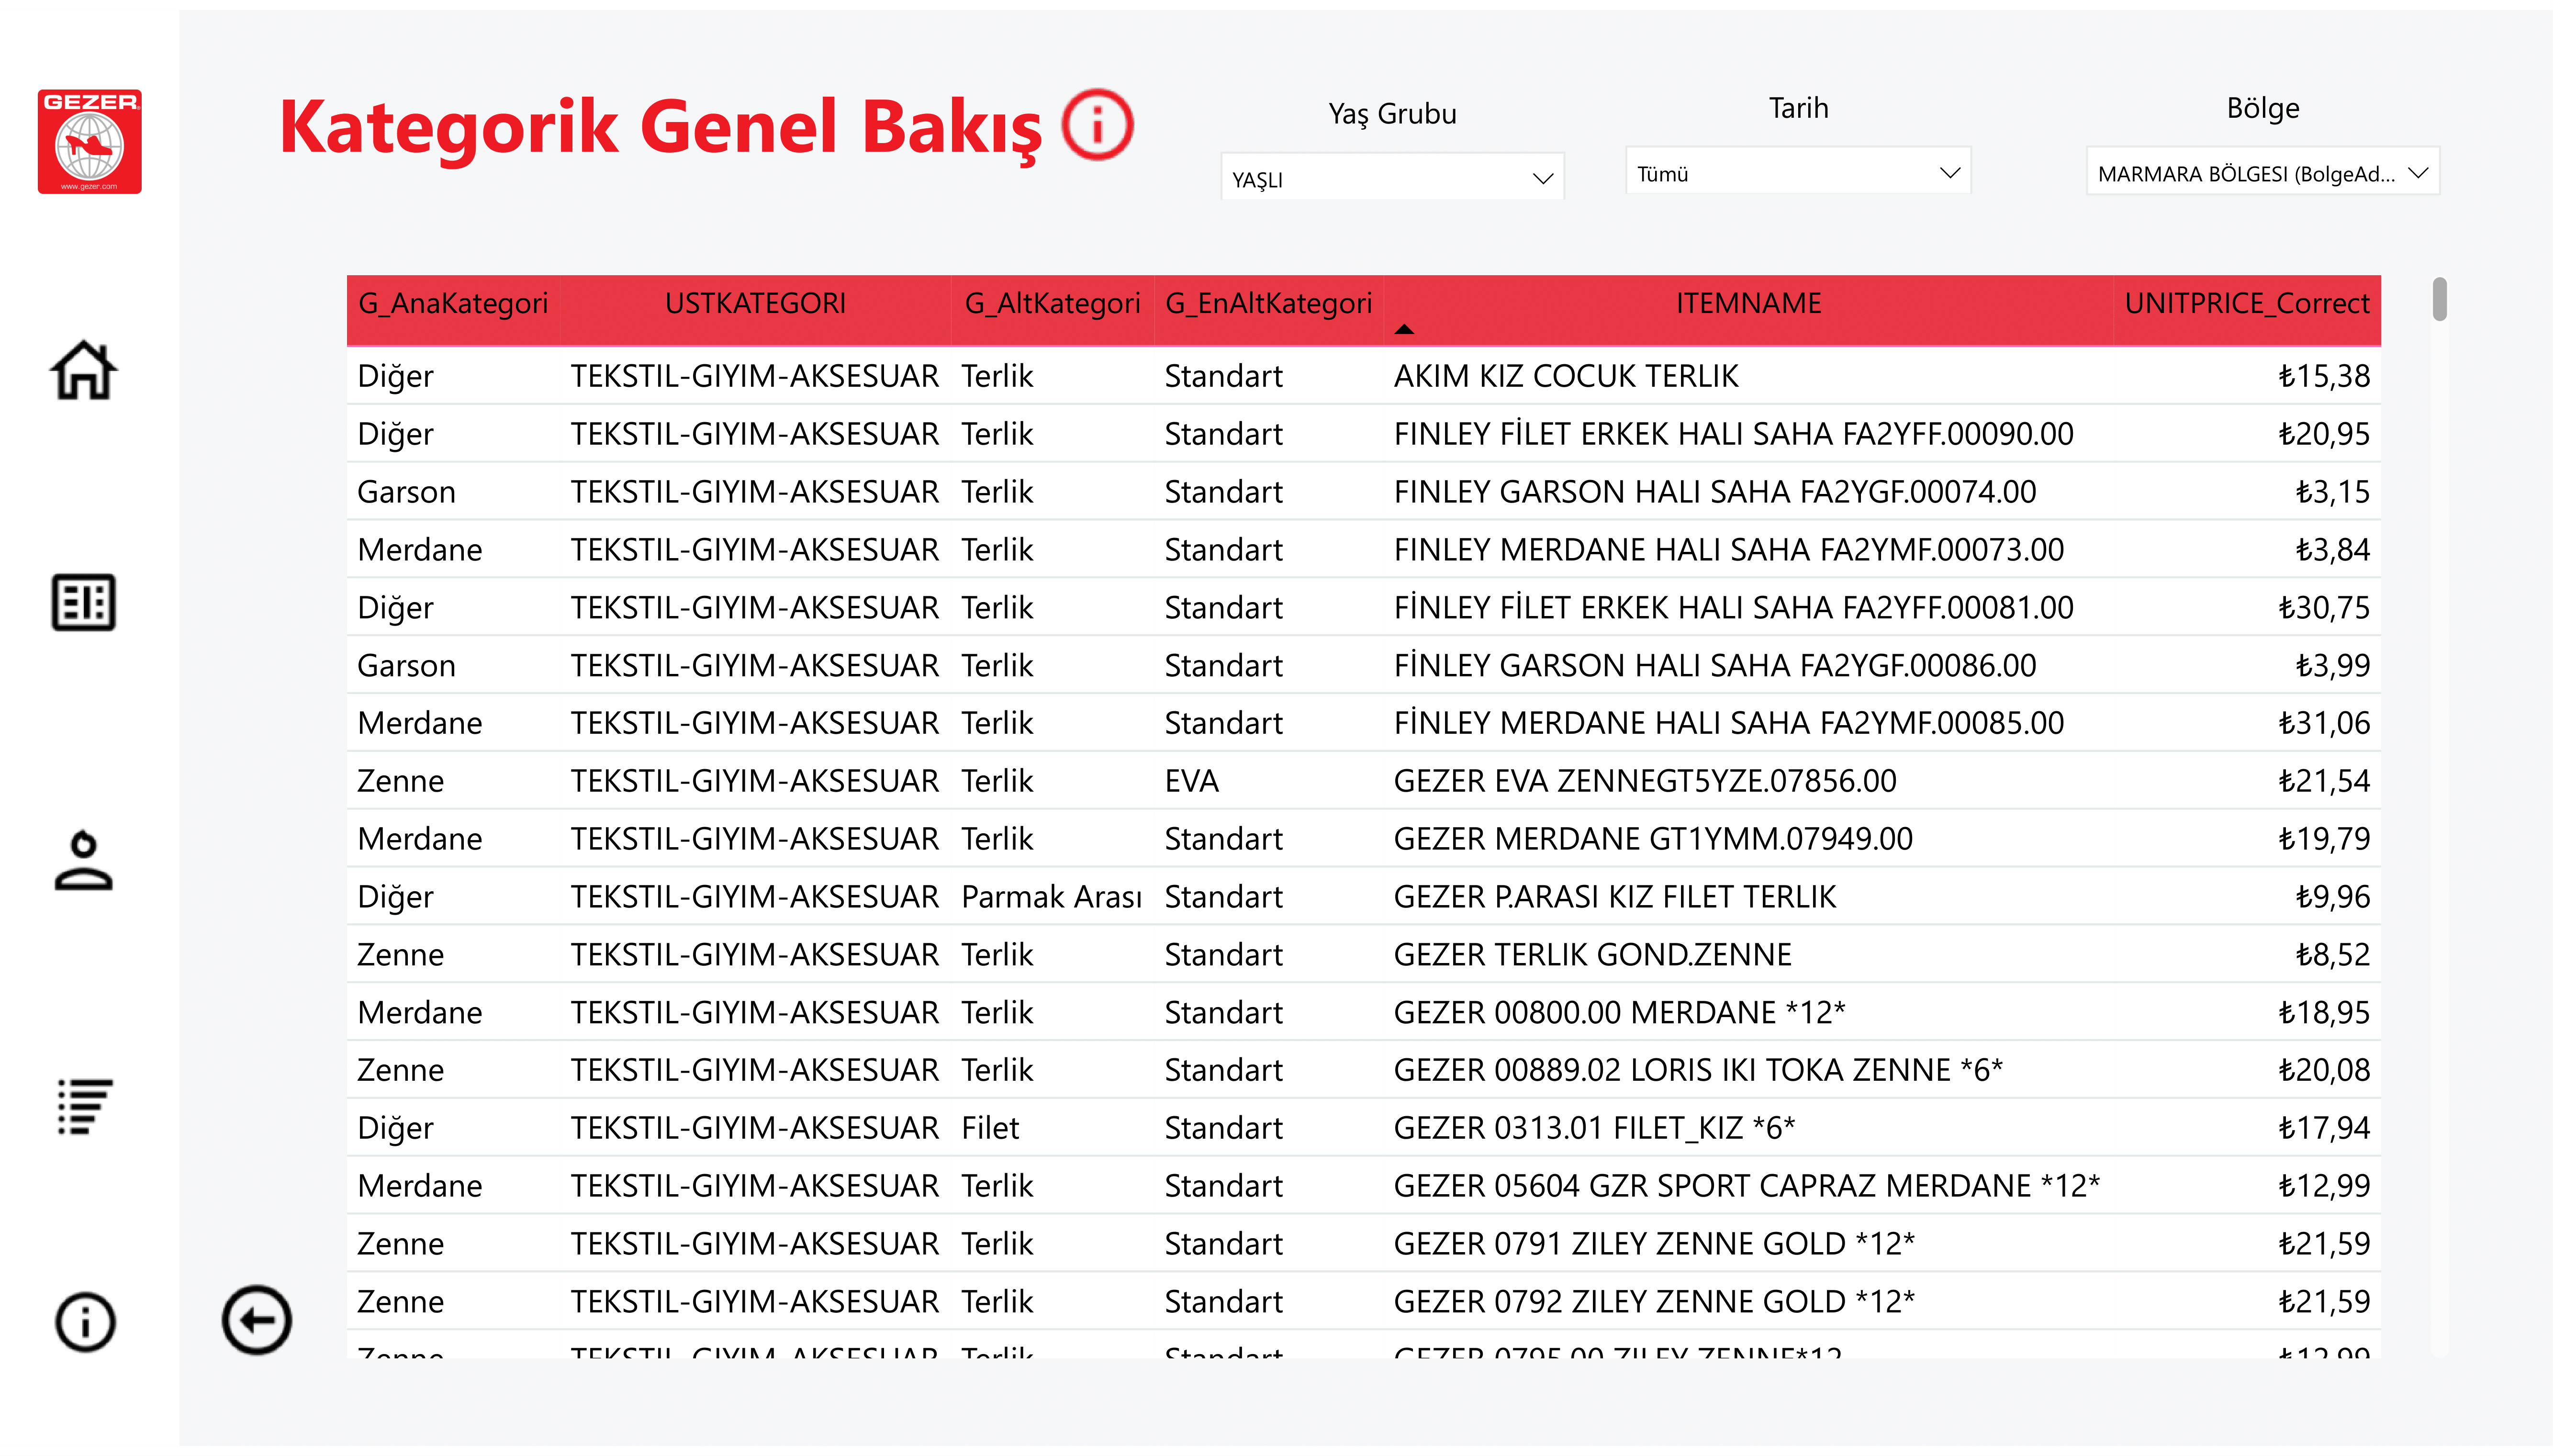 GEZER
www.gezer.com
Kategorik Genel Bakış
Yaş Grubu
YAŞLI
Tarih
Tümü
Bölge
MARMARA BÖLGESI (BolgeAd...
G_AnaKategori USTKATEGORI G_AltKategori G_EnAltKategori ITEMNAME UNITPRICE_Correct
Diğer TEKSTIL-GIYIM-AKSESUAR Terlik Standart AKIM KIZ COCUK TERLIK ₺15,38
Diğer TEKSTIL-GIYIM-AKSESUAR Terlik Standart FINLEY FİLET ERKEK HALI SAHA FA2YFF.00090.00 ₺20,95
Garson TEKSTIL-GIYIM-AKSESUAR Terlik Standart FINLEY GARSON HALI SAHA FA2YGF.00074.00 ₺3,15
Merdane TEKSTIL-GIYIM-AKSESUAR Terlik Standart FINLEY MERDANE HALI SAHA FA2YMF.00073.00 ₺3,84
Diğer TEKSTIL-GIYIM-AKSESUAR Terlik Standart FİNLEY FİLET ERKEK HALI SAHA FA2YFF.00081.00 ₺30,75
Garson TEKSTIL-GIYIM-AKSESUAR Terlik Standart FİNLEY GARSON HALI SAHA FA2YGF.00086.00 ₺3,99
Merdane TEKSTIL-GIYIM-AKSESUAR Terlik Standart FİNLEY MERDANE HALI SAHA FA2YMF.00085.00 ₺31,06
Zenne TEKSTIL-GIYIM-AKSESUAR Terlik EVA GEZER EVA ZENNEGT5YZE.07856.00 ₺21,54
Merdane TEKSTIL-GIYIM-AKSESUAR Terlik Standart GEZER MERDANE GT1YMM.07949.00 ₺19,79
Diğer TEKSTIL-GIYIM-AKSESUAR Parmak Arası Standart GEZER P.ARASI KIZ FILET TERLIK ₺9,96
Zenne TEKSTIL-GIYIM-AKSESUAR Terlik Standart GEZER TERLIK GOND.ZENNE ₺8,52
Merdane TEKSTIL-GIYIM-AKSESUAR Terlik Standart GEZER 00800.00 MERDANE *12* ₺18,95
Zenne TEKSTIL-GIYIM-AKSESUAR Terlik Standart GEZER 00889.02 LORIS IKI TOKA ZENNE *6* ₺20,08
Diğer TEKSTIL-GIYIM-AKSESUAR Filet Standart GEZER 0313.01 FILET_KIZ *6* ₺17,94
Merdane TEKSTIL-GIYIM-AKSESUAR Terlik Standart GEZER 05604 GZR SPORT CAPRAZ MERDANE *12* ₺12,99
Zenne TEKSTIL-GIYIM-AKSESUAR Terlik Standart GEZER 0791 ZILEY ZENNE GOLD *12* ₺21,59
Zenne TEKSTIL-GIYIM-AKSESUAR Terlik Standart GEZER 0792 ZILEY ZENNE GOLD *12* ₺21,59
Zenne TEKSTIL-GIYIM-AKSESUAR Terlik Standart GEZER 0795.00 ZILEY ZENNE*12 ₺12,99